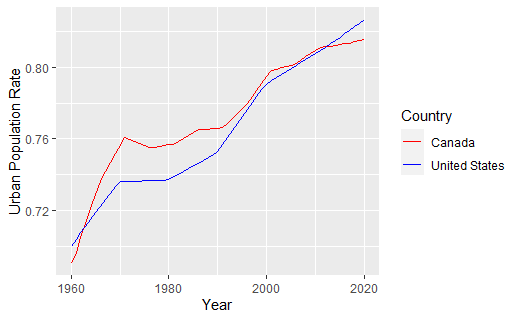 0.80
0.76
0.72
Urban Population Rate
1960
1980
2000
2020
Year
Country
Canada
United States